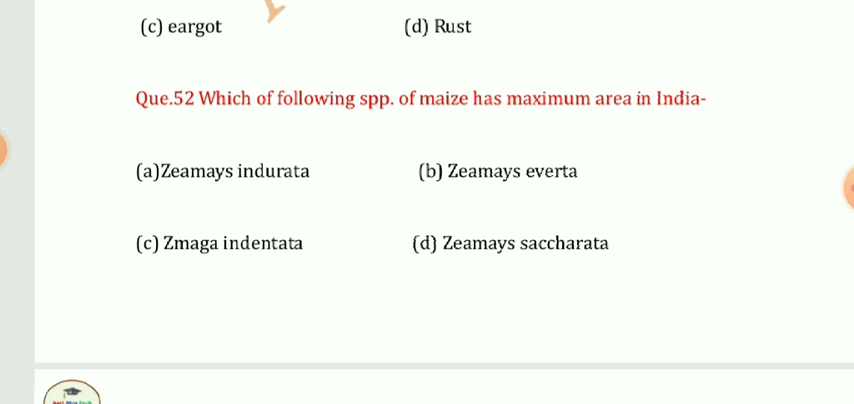 (c) eargot (d) Rust
Que.52 Which of following spp. of maize has maximum area in India-
(a)Zeamays indurata (b) Zeamays everta
(c) Zmaga indentata (d) Zeamays saccharata